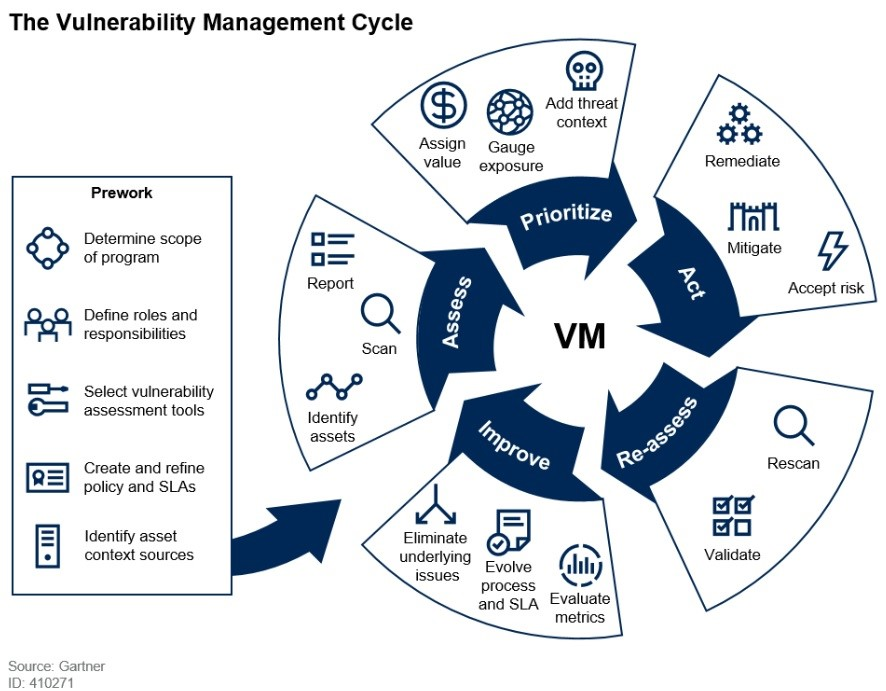 The Vulnerability Management Cycle
Prework
Determine scope
of program
Define roles and
responsibilities
Select vulnerability
assessment tools
Create and refine
policy and SLAs
Identify asset
context sources
VM
Assess
Report
Scan
Identify
assets
Prioritize
Assign
value
Gauge
exposure
Add threat
context
Act
Remediate
Mitigate
Accept risk
Re-assess
Rescan
Validate
Improve
Eliminate
underlying
issues
Evolve
process
and SLA
Evaluate
metrics
Source: Gartner
ID: 410271